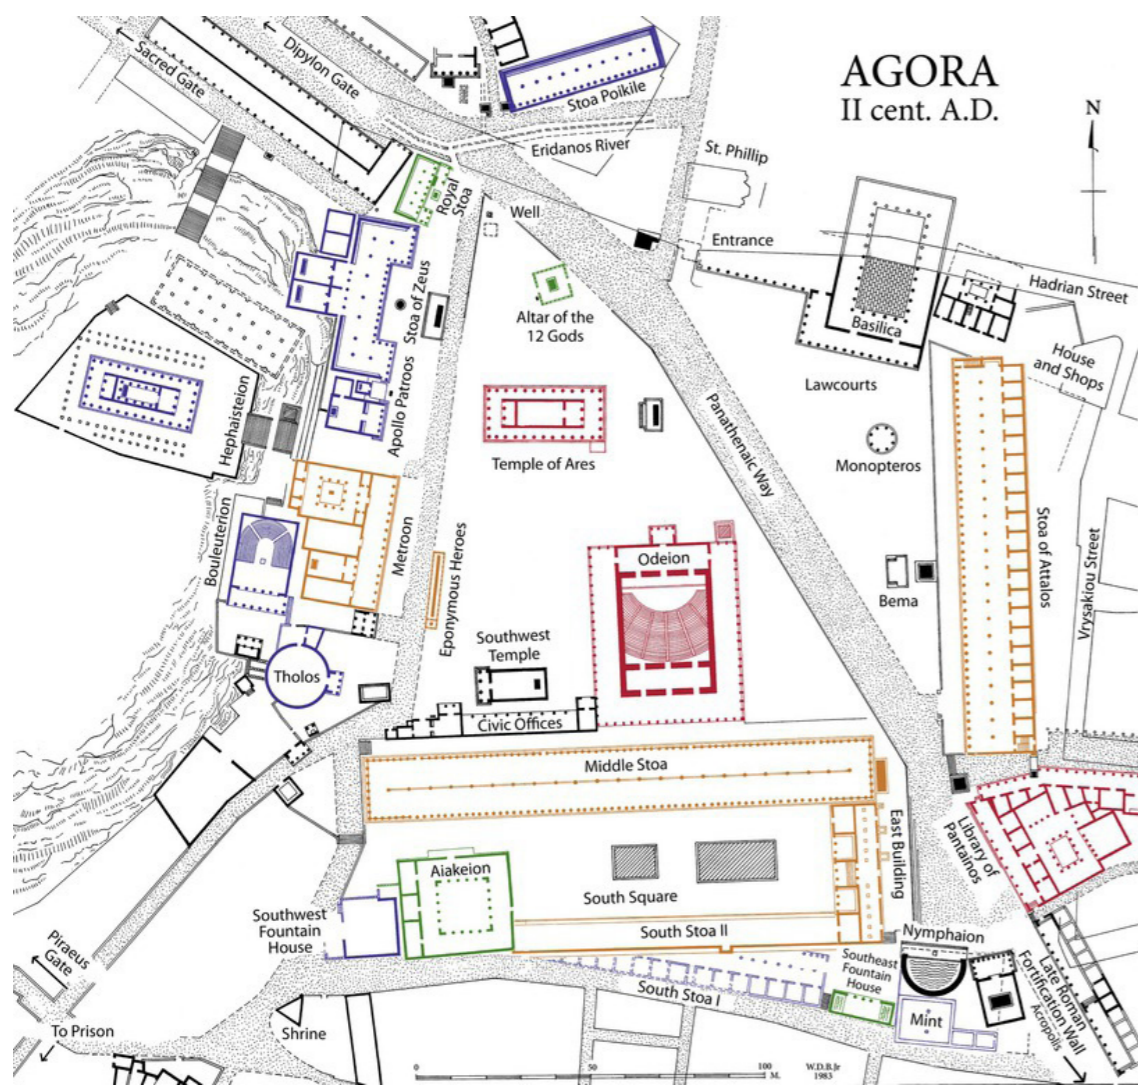 AGORA
II cent. A.D.
N
Sacred Gate
Dipylon Gate
Stoa Poikile
Eridanos River
St. Phillip
Royal
Stoa
Well
Entrance
Hadrian Street
Altar of the
12 Gods
Stoa of Zeus
Basilica
House
and Shops
Lawcourts
Hephaisteion
Apollo Patroos
Temple of Ares
Panathenaic Way
Monopteros
Bouleuterion
Metroon
Eponymous Heroes
Odeion
Bema
Stoa of Attalos
Vrysakiou Street
Southwest
Temple
Tholos
Civic Offices
Middle Stoa
East Building
Library of
Pantainos
Aiakeion
South Square
Southwest
Fountain
House
South Stoa II
Nymphaion
Southeast
Fountain
House
Late Roman
Fortification Wall
Acropolis
Piraeus
Gate
South Stoa I
Mint
To Prison
Shrine
0
50
100
M.
W.D.B.Jr
1983